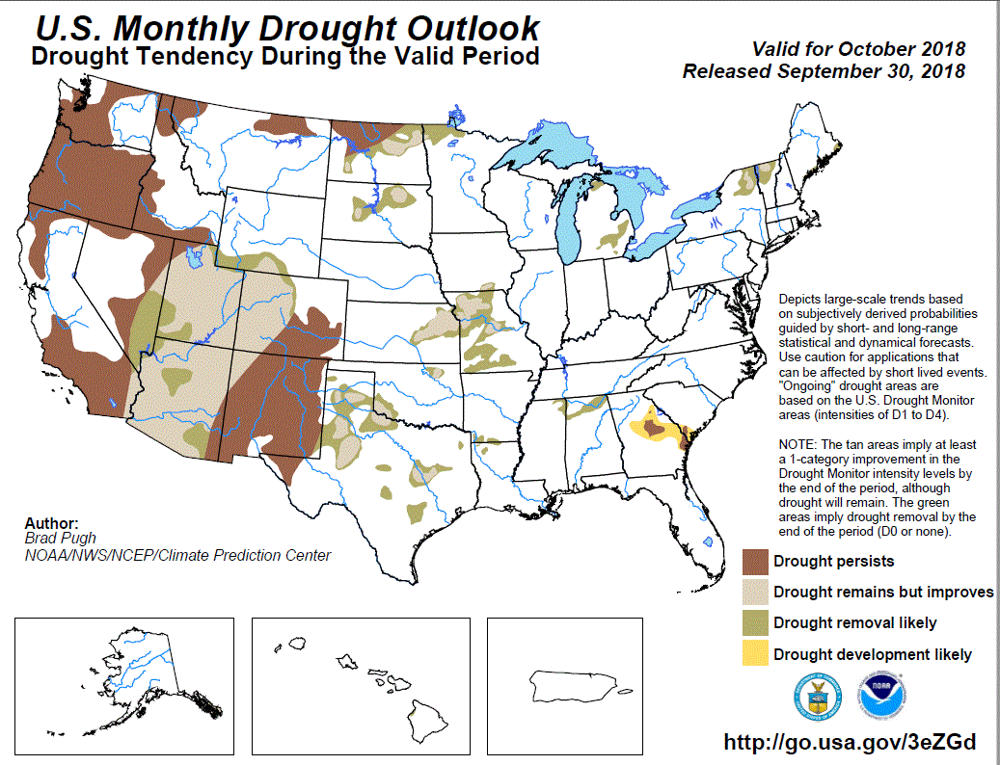 U.S. Monthly Drought Outlook
Drought Tendency During the Valid Period
Valid for October 2018
Released September 30, 2018
Depicts large-scale trends based
on subjectively derived probabilities
guided by short- and long-range
statistical and dynamical forecasts.
Use caution for applications that
can be affected by short lived events.
"Ongoing" drought areas are
based on the U.S. Drought Monitor
areas (intensities of D1 to D4).
NOTE: The tan areas imply at least
a 1-category improvement in the
Drought Monitor intensity levels by
the end of the period, although
drought will remain. The green
areas imply drought removal by the
end of the period (D0 or none).
Author:
Brad Pugh
NOAA/NWS/NCEP/Climate Prediction Center
Drought persists
Drought remains but improves
Drought removal likely
Drought development likely
NOAA
http://go.usa.gov/3eZGd